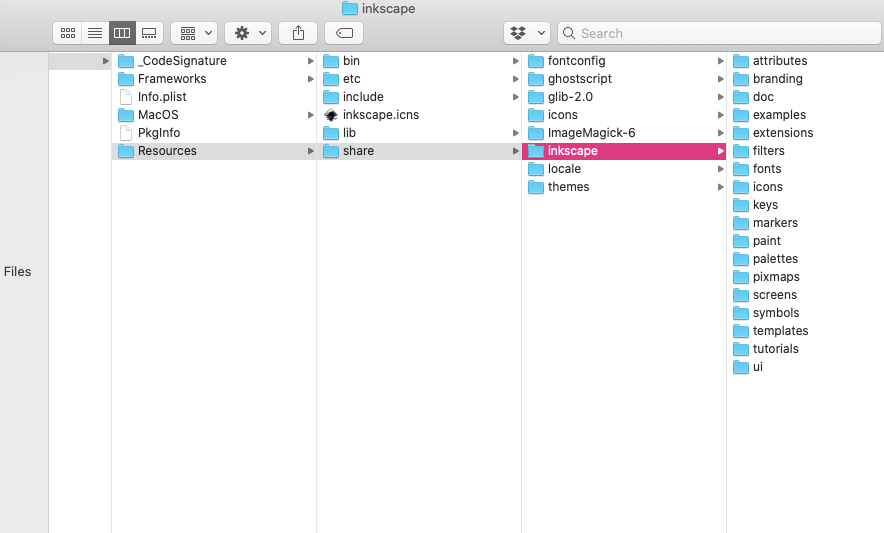 inkscape
Search
Files
_CodeSignature
Frameworks
Info.plist
MacOS
PkgInfo
Resources
bin
etc
include
inkscape.icns
lib
share
fontconfig
ghostscript
glib-2.0
icons
ImageMagick-6
inkscape
locale
themes
attributes
branding
doc
examples
extensions
filters
fonts
icons
keys
markers
paint
palettes
pixmaps
screens
symbols
templates
tutorials
ui